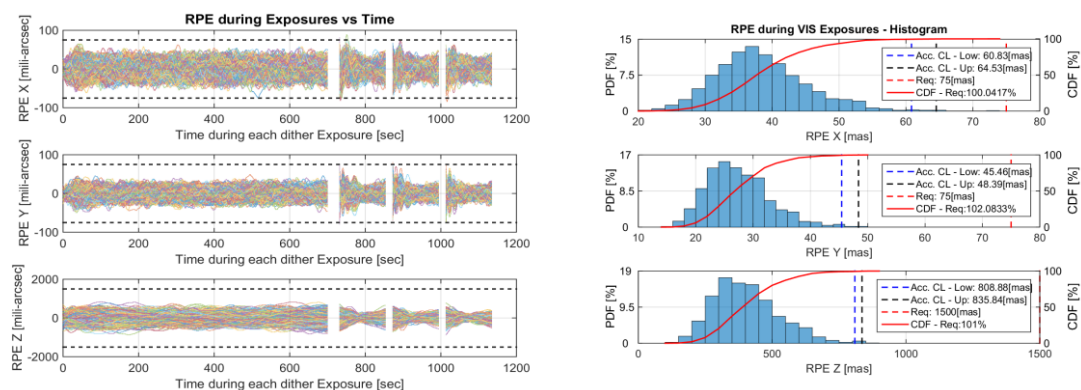 RPE during Exposures vs Time
RPE X [mili-arcsec]
100
0
-100
0 200 400 600 800 1000 1200
Time during each dither Exposure [sec]
RPE Y [mili-arcsec]
100
0
-100
0 200 400 600 800 1000 1200
Time during each dither Exposure [sec]
RPE Z [mili-arcsec]
2000
0
-2000
0 200 400 600 800 1000 1200
Time during each dither Exposure [sec]
RPE during VIS Exposures - Histogram
PDF [%]
15
7.5
0
Acc. CL - Low: 60.83[mas]
Acc. CL - Up: 64.53[mas]
Req: 75[mas]
CDF - Req:100.0417%
100
50
0
CDF [%]
20 30 40 50 60 70 80
RPE X [mas]
PDF [%]
17
8.5
0
Acc. CL - Low: 45.46[mas]
Acc. CL - Up: 48.39[mas]
Req: 75[mas]
CDF - Req:102.0833%
100
50
0
CDF [%]
10 20 30 40 50 60 70 80
RPE Y [mas]
PDF [%]
19
9.5
0
Acc. CL - Low: 808.88[mas]
Acc. CL - Up: 835.84[mas]
Req: 1500[mas]
CDF - Req:101%
100
50
0
CDF [%]
0 500 1000 1500
RPE Z [mas]